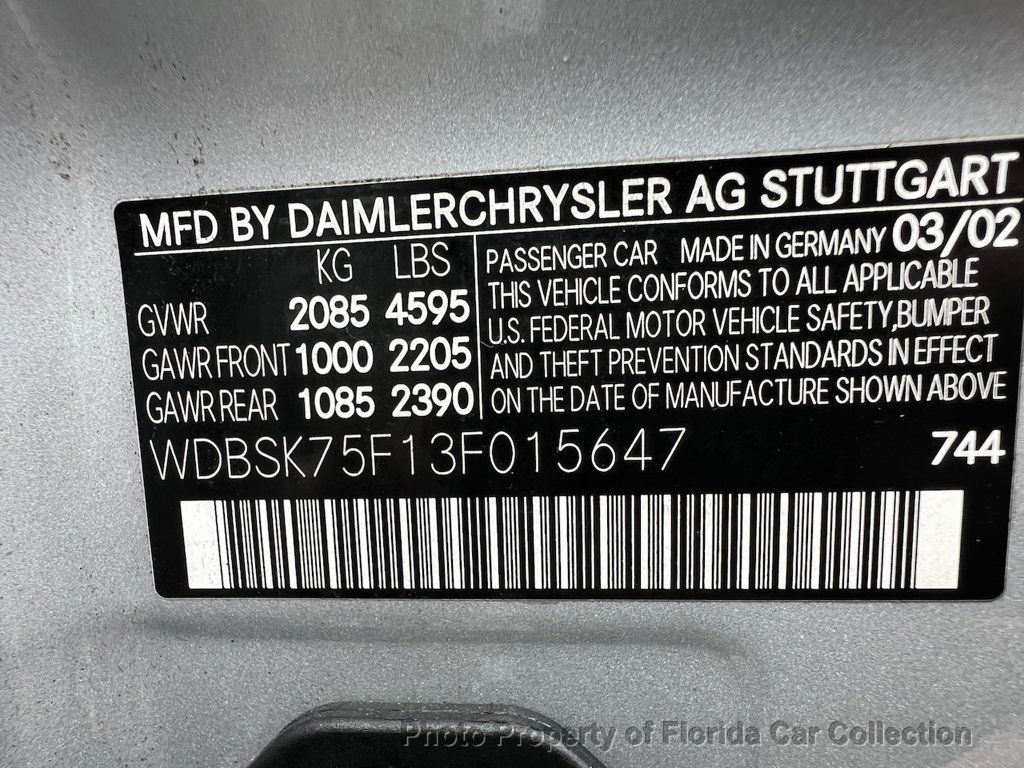 MFD BY DAIMLERCHRYSLER AG STUTTGART
KG LBS
GVWR 2085 4595
GAWR FRONT 1000 2205
GAWR REAR 1085 2390
PASSENGER CAR MADE IN GERMANY 03/02
THIS VEHICLE CONFORMS TO ALL APPLICABLE
U.S. FEDERAL MOTOR VEHICLE SAFETY, BUMPER
AND THEFT PREVENTION STANDARDS IN EFFECT
ON THE DATE OF MANUFACTURE SHOWN ABOVE
WDBSK75F13F015647 744
Photo Property of Florida Car Collection